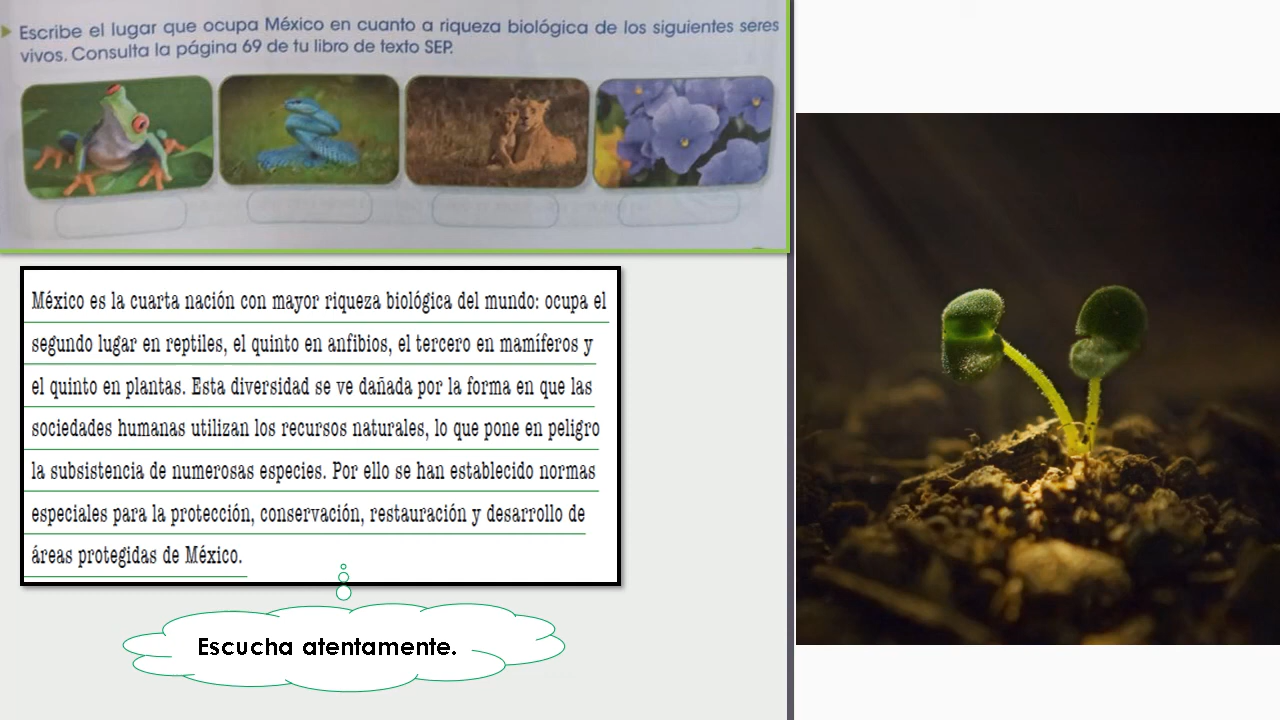 Escribe el lugar que ocupa México en cuanto a riqueza biológica de los siguientes seres
vivos. Consulta la página 69 de tu libro de texto SEP.
México es la cuarta nación con mayor riqueza biológica del mundo: ocupa el
segundo lugar en reptiles, el quinto en anfibios, el tercero en mamíferos y
el quinto en plantas. Esta diversidad se ve dañada por la forma en que las
sociedades humanas utilizan los recursos naturales, lo que pone en peligro
la subsistencia de numerosas especies. Por ello se han establecido normas
especiales para la protección, conservación, restauración y desarrollo de
áreas protegidas de México.
Escucha atentamente.